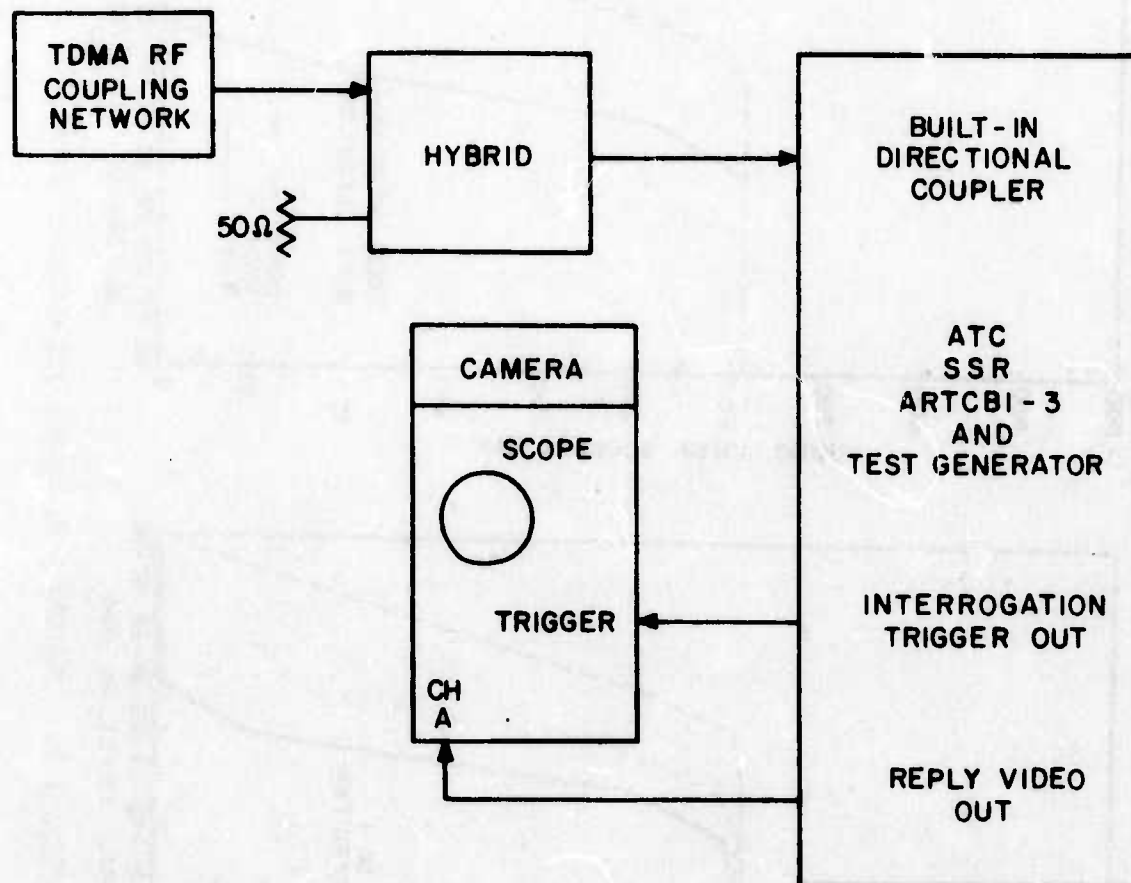 TDMA RF
COUPLING
NETWORK
HYBRID
50Ω
BUILT-IN
DIRECTIONAL
COUPLER
CAMERA
SCOPE
TRIGGER
CH
A
ATC
SSR
ARTCBI-3
AND
TEST GENERATOR
INTERROGATION
TRIGGER OUT
REPLY VIDEO
OUT